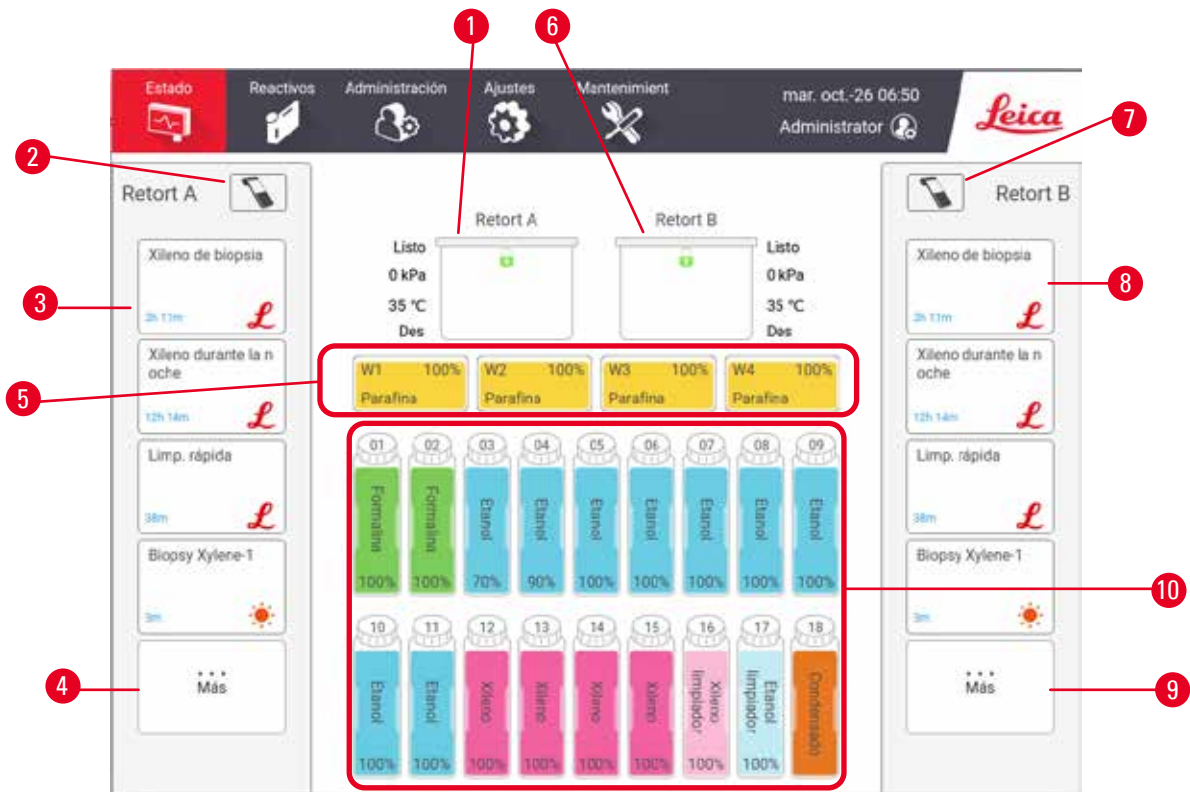 1
6
Estado
Reactivos
Administración
Ajustes
Mantenimient
mar. oct.-26 06:50
Administrator
Leica
7
2
Retort A
Retort B
Retort A
Retort B
Xileno de biopsia
2h 11m
3
Listo
0 kPa
35 °C
Des
Listo
0 kPa
35 °C
Des
Xileno de biopsia
2h 11m
8
Xileno durante la n
oche
12h 14m
5
W1 100%
Parafina
W2 100%
Parafina
W3 100%
Parafina
W4 100%
Parafina
Xileno durante la n
oche
12h 14m
Limp. rápida
38m
Limp. rápida
38m
Biopsy Xylene-1
3m
Biopsy Xylene-1
3m
01 02 03 04 05 06 07 08 09
Formalina Formalina Etanol Etanol Etanol Etanol Etanol Etanol Etanol
100% 100% 70% 90% 100% 100% 100% 100% 100%
10
10 11 12 13 14 15 16 17 18
Etanol Etanol Xileno Xileno Xileno Xileno Xileno limpiador Etanol limpiador Condensado
100% 100% 100% 100% 100% 100% 100% 100%
4
... Más
... Más
9